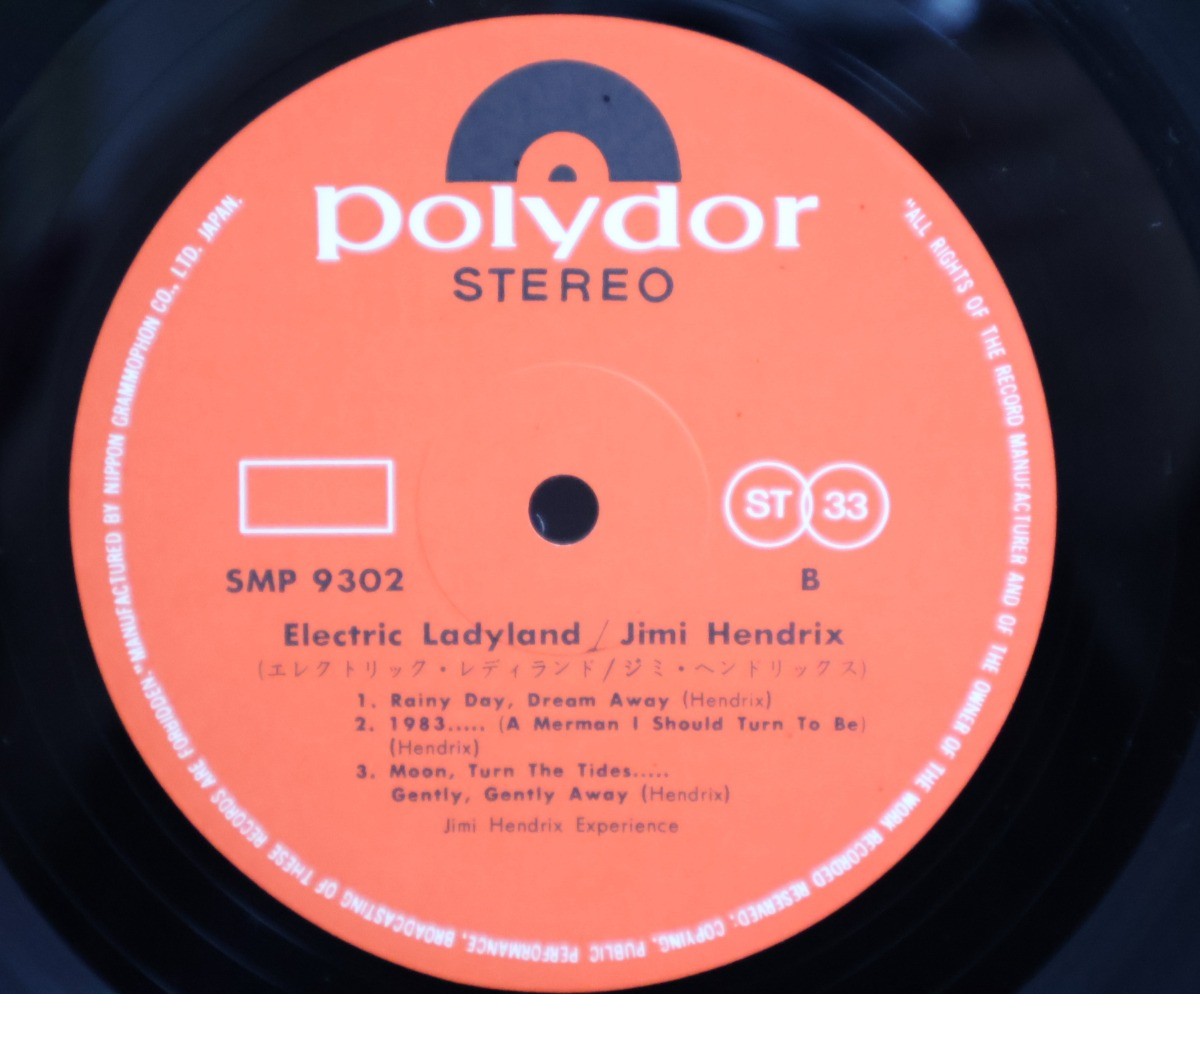 polydor
STEREO
"ALL RIGHTS OF THE RECORD MANUFACTURER AND OF THE OWNER OF THE WORK RECORDED RESERVED; COPYING, PUBLIC PERFORMANCE, BROADCASTING OF THESE RECORDS ARE FORBIDDEN." MANUFACTURED BY NIPPON GRAMMOPHON CO., LTD. JAPAN.
ST 33
SMP 9302
B
Electric Ladyland / Jimi Hendrix
(エレクトリック・レディランド/ジミ・ヘンドリックス)
1. Rainy Day, Dream Away (Hendrix)
2. 1983..... (A Merman I Should Turn To Be)
(Hendrix)
3. Moon, Turn The Tides.....
Gently, Gently Away (Hendrix)
Jimi Hendrix Experience